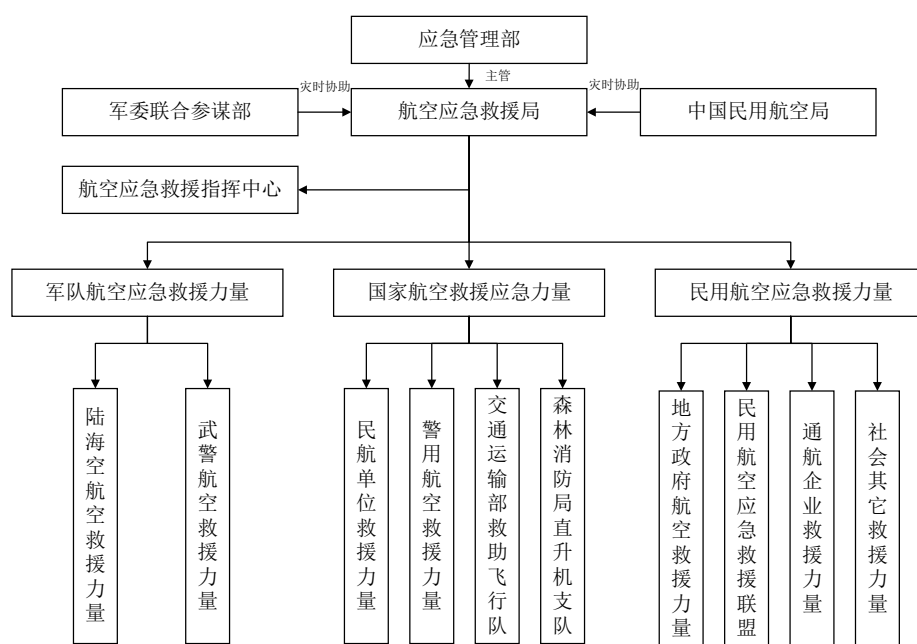 应急管理部
主管
灾时协助
灾时协助
军委联合参谋部
航空应急救援局
中国民用航空局
航空应急救援指挥中心
军队航空应急救援力量
国家航空救援应急力量
民用航空应急救援力量
陆海空航空救援力量
武警航空救援力量
民航单位救援力量
警用航空救援力量
交通运输部救助飞行队
森林消防局直升机支队
地方政府航空救援力量
民用航空应急救援联盟
通航企业救援力量
社会其它救援力量